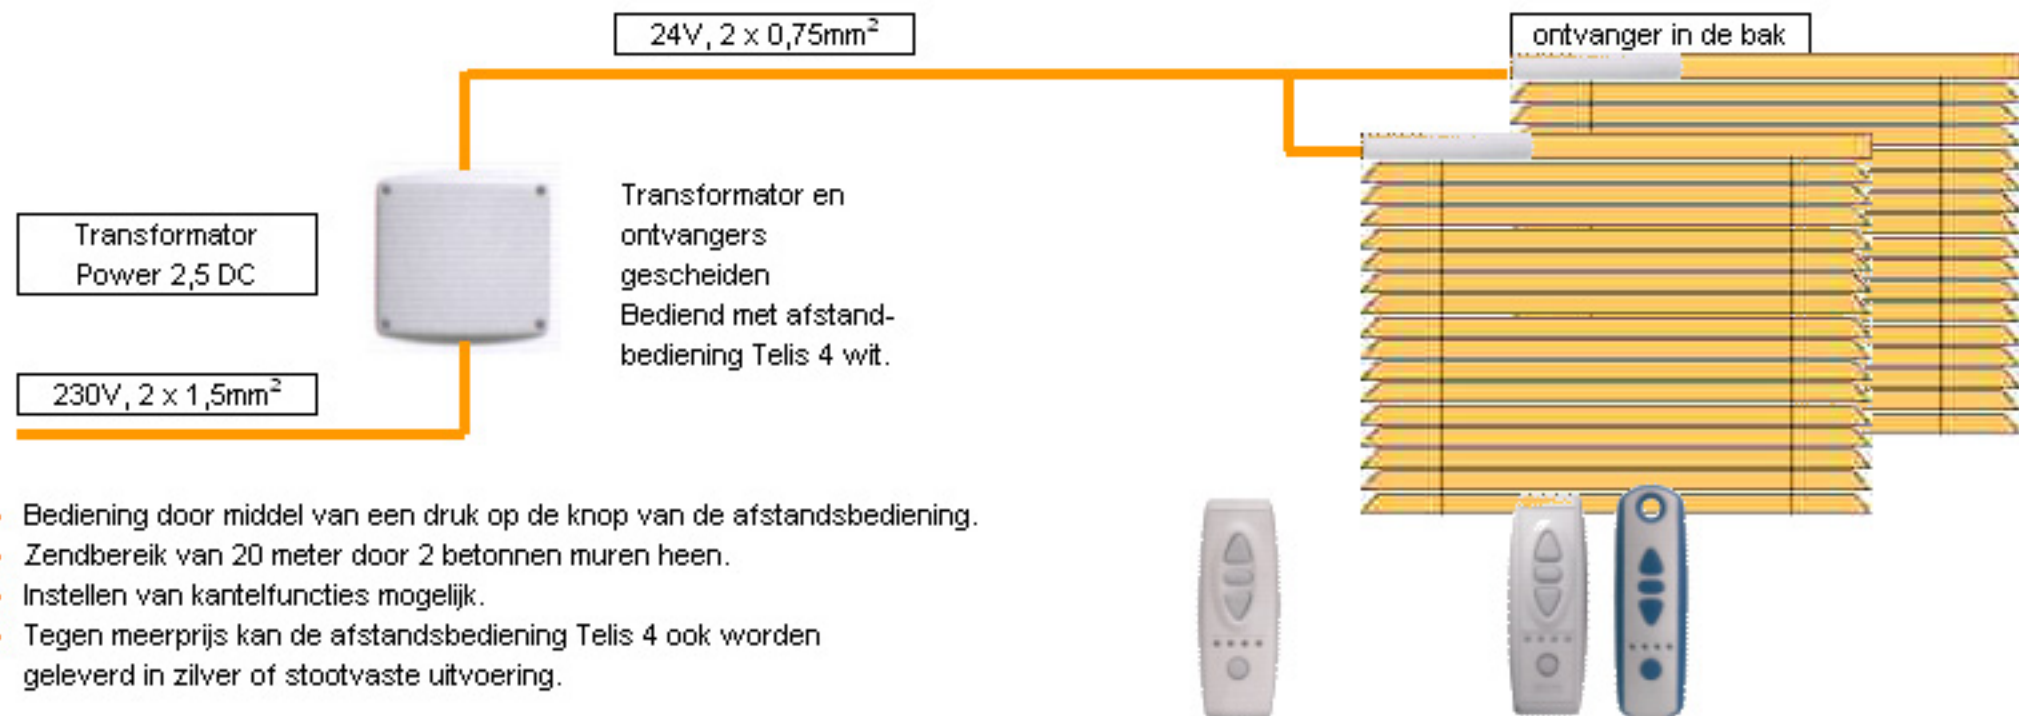 24V, 2 x 0,75mm²
ontvanger in de bak
Transformator
Power 2,5 DC
Transformator en
ontvangers
gescheiden
Bediend met afstand-
bediening Telis 4 wit.
230V, 2 x 1,5mm²
Bediening door middel van een druk op de knop van de afstandsbediening.
Zendbereik van 20 meter door 2 betonnen muren heen.
Instellen van kantelfuncties mogelijk.
Tegen meerprijs kan de afstandsbediening Telis 4 ook worden
geleverd in zilver of stootvaste uitvoering.